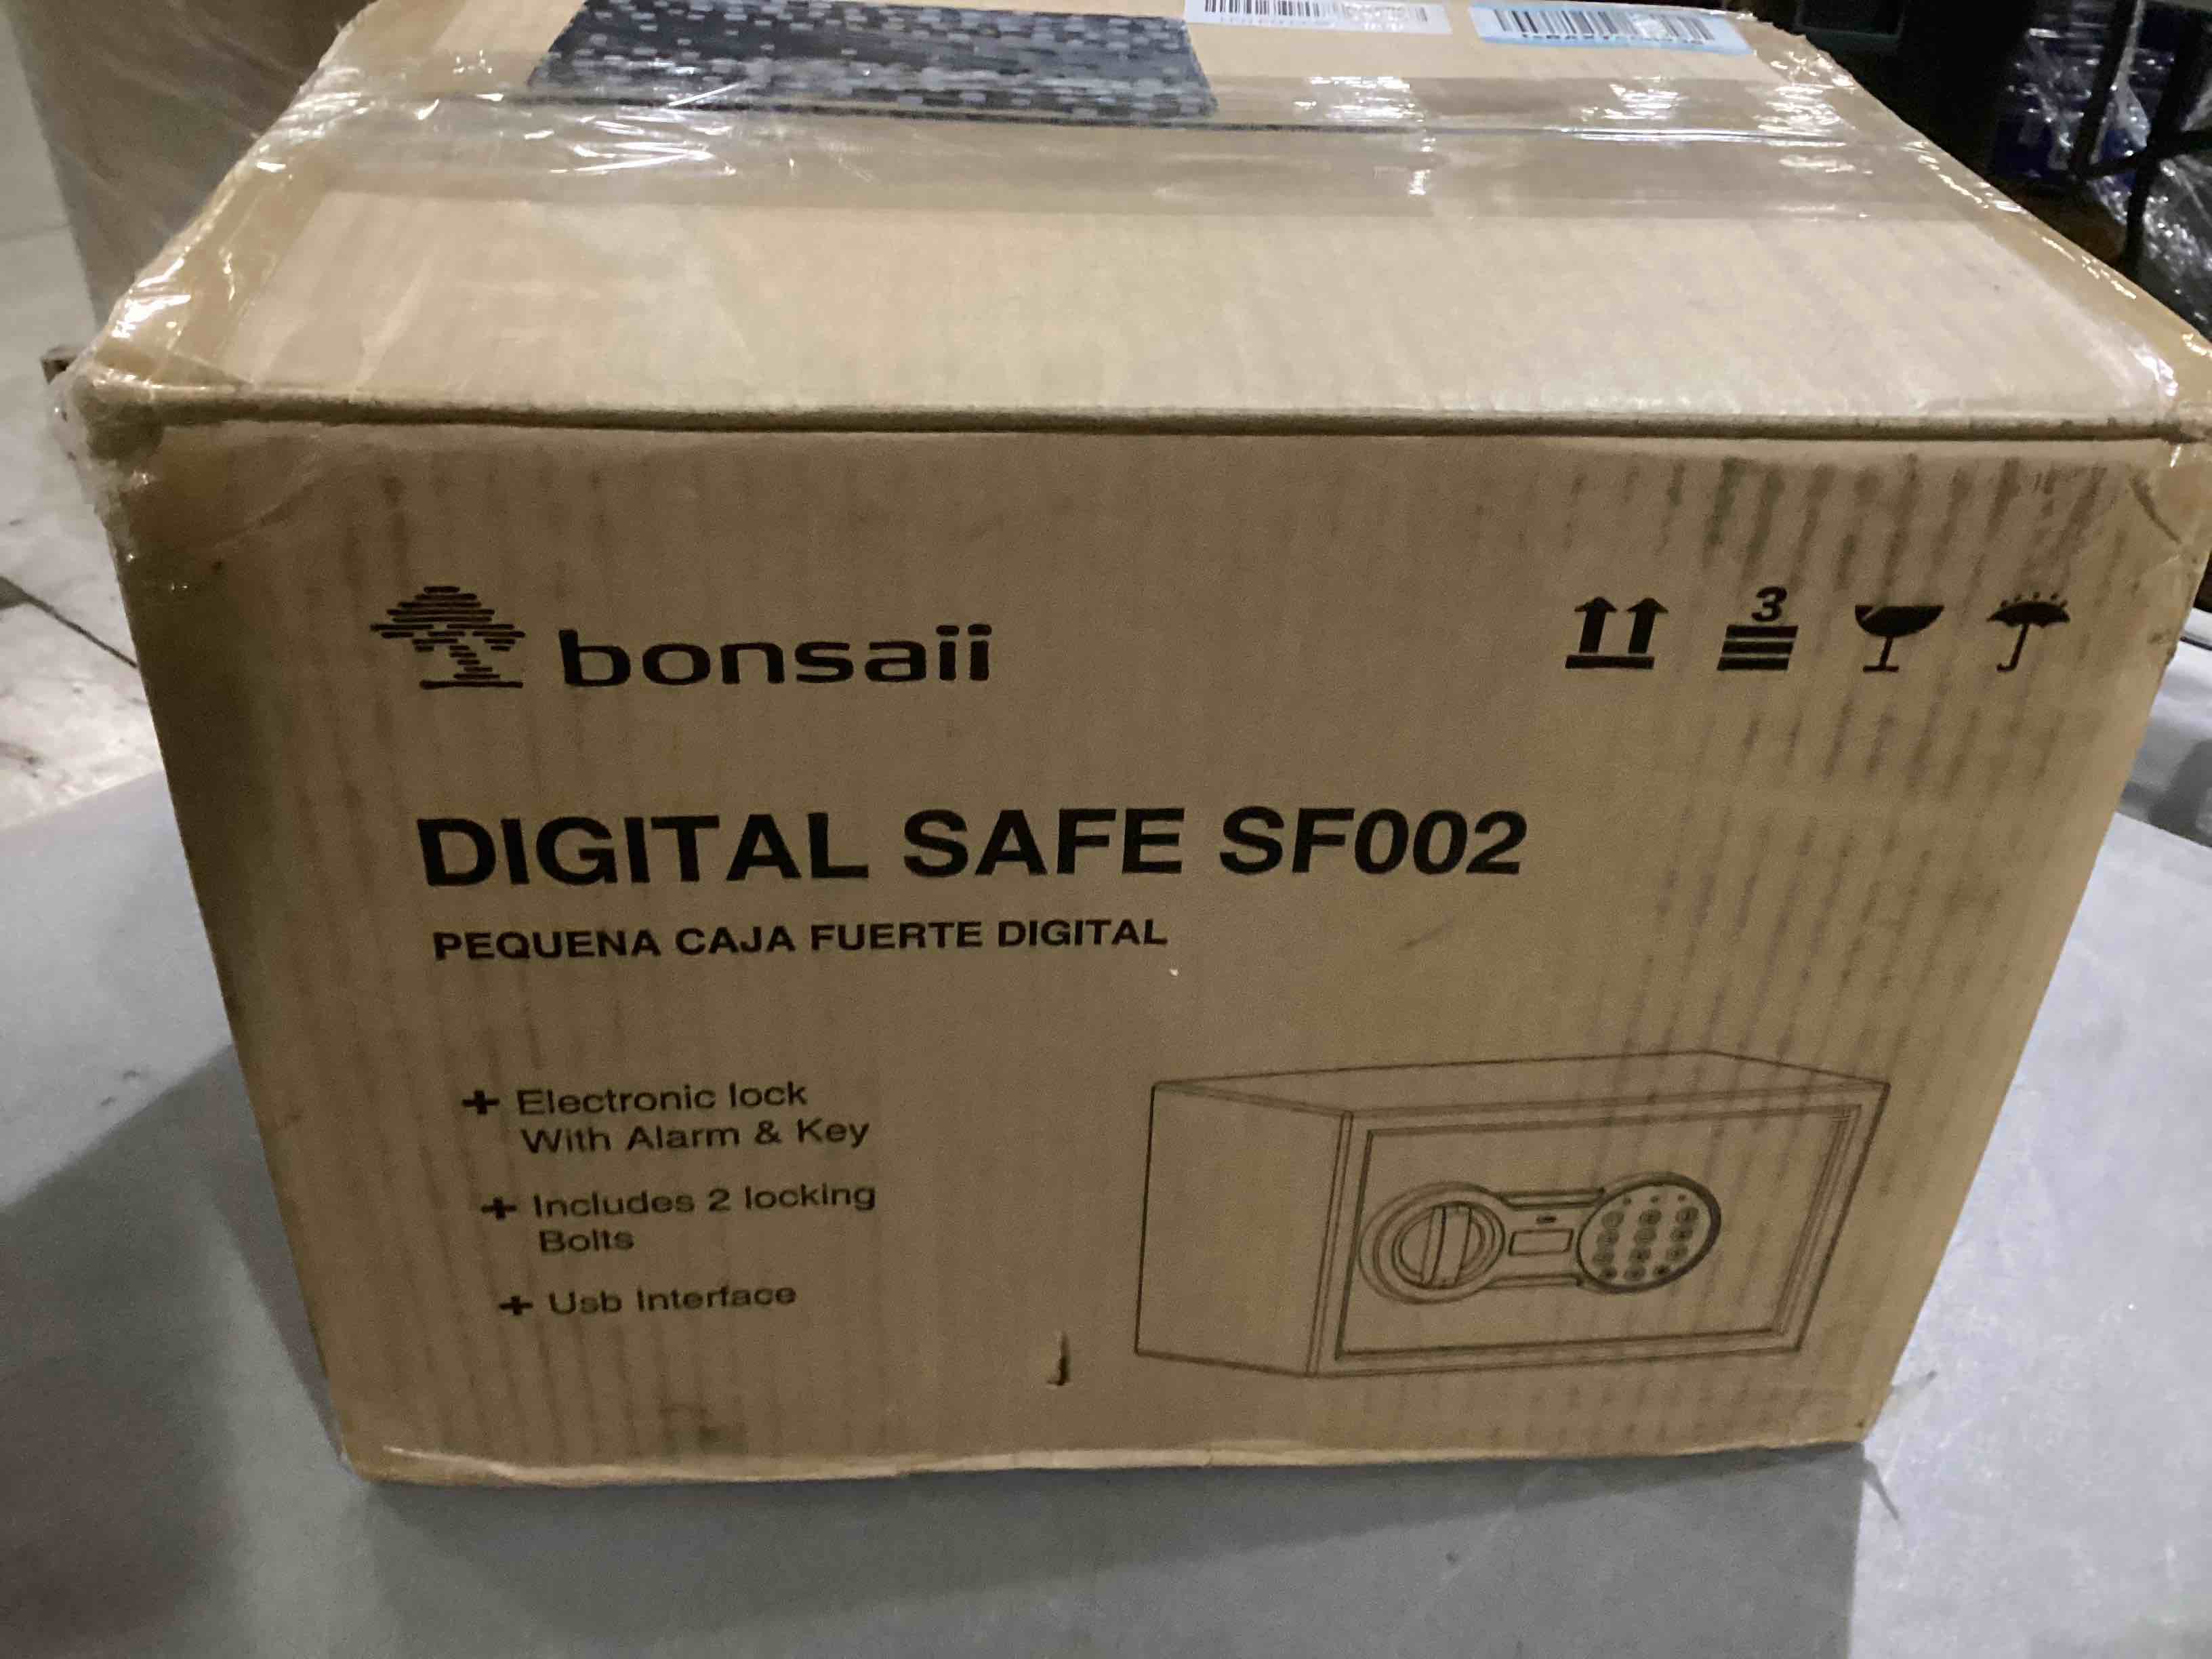 bonsaii
3
DIGITAL SAFE SF002
PEQUENA CAJA FUERTE DIGITAL
+ Electronic lock
With Alarm & Key
+ Includes 2 locking
Bolts
+ Usb Interface